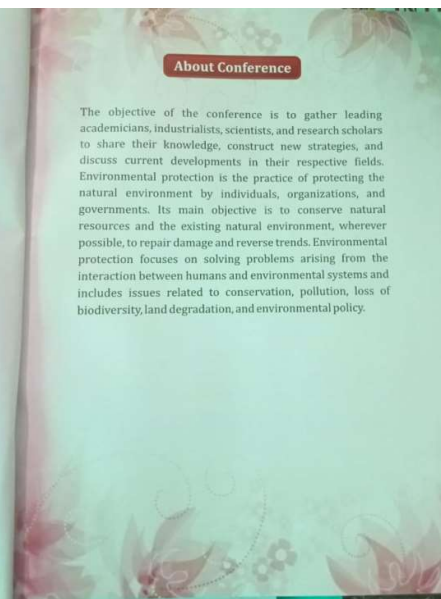 About Conference
The objective of the conference is to gather leading
academicians, industrialists, scientists, and research scholars
to share their knowledge, construct new strategies, and
discuss current developments in their respective fields.
Environmental protection is the practice of protecting the
natural environment by individuals, organizations, and
governments. Its main objective is to conserve natural
resources and the existing natural environment, wherever
possible, to repair damage and reverse trends. Environmental
protection focuses on solving problems arising from the
interaction between humans and environmental systems and
includes issues related to conservation, pollution, loss of
biodiversity, land degradation, and environmental policy.